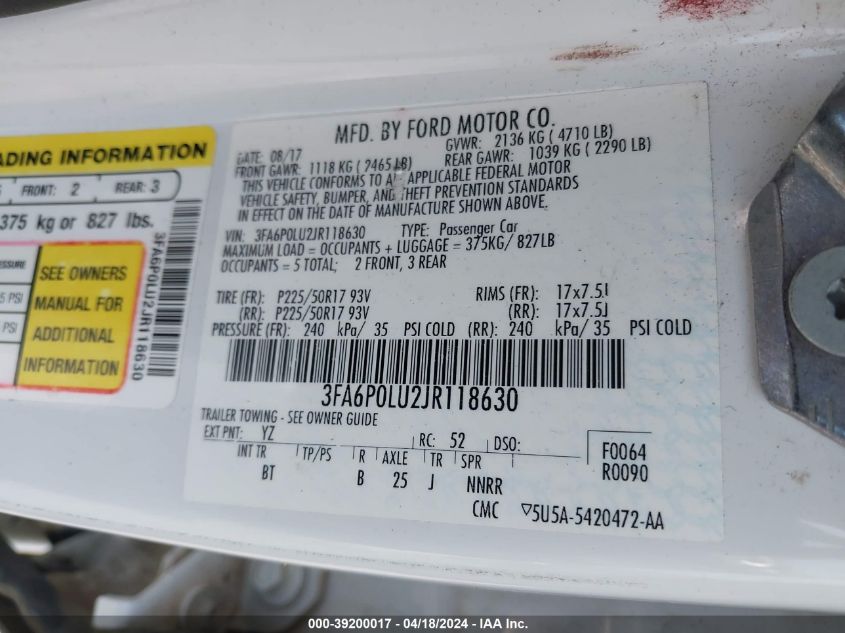 ADING INFORMATION
FRONT: 2 REAR: 3
375 kg or 827 lbs.
PSI
PSI
SEE OWNERS
MANUAL FOR
ADDITIONAL
INFORMATION
3FA6P0LU2JR118630
MFD. BY FORD MOTOR CO.
DATE: 08/17 GVWR: 2136 KG ( 4710 LB)
FRONT GAWR: 1118 KG ( 2465 LB) REAR GAWR: 1039 KG ( 2290 LB)
THIS VEHICLE CONFORMS TO ALL APPLICABLE FEDERAL MOTOR
VEHICLE SAFETY, BUMPER, AND THEFT PREVENTION STANDARDS
IN EFFECT ON THE DATE OF MANUFACTURE SHOWN ABOVE.
VIN: 3FA6P0LU2JR118630 TYPE: Passenger Car
MAXIMUM LOAD = OCCUPANTS + LUGGAGE = 375KG/ 827LB
OCCUPANTS = 5 TOTAL; 2 FRONT, 3 REAR
TIRE (FR): P225/50R17 93V RIMS (FR): 17x7.5J
(RR): P225/50R17 93V (RR): 17x7.5J
PRESSURE (FR): 240 kPa/ 35 PSI COLD (RR): 240 kPa/ 35 PSI COLD
3FA6P0LU2JR118630
TRAILER TOWING - SEE OWNER GUIDE
EXT PNT: YZ RC: 52 DSO: F0064
INT TR TP/PS R AXLE TR SPR R0090
BT B 25 J NNRR
CMC ▽5U5A-5420472-AA
000-39200017 - 04/18/2024 - IAA Inc.